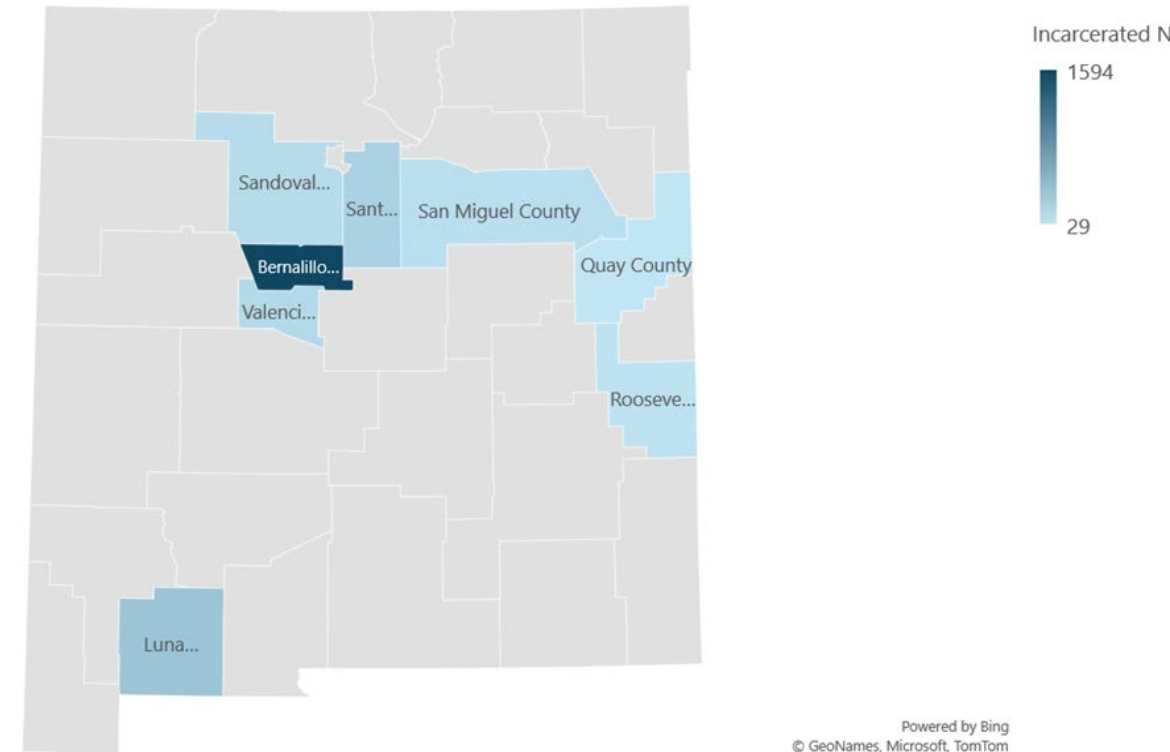 Incarcerated N
1594
29
Sandoval...
Sant...
San Miguel County
Bernalillo...
Quay County
Valenci...
Rooseve...
Luna...
Powered by Bing
© GeoNames, Microsoft, TomTom